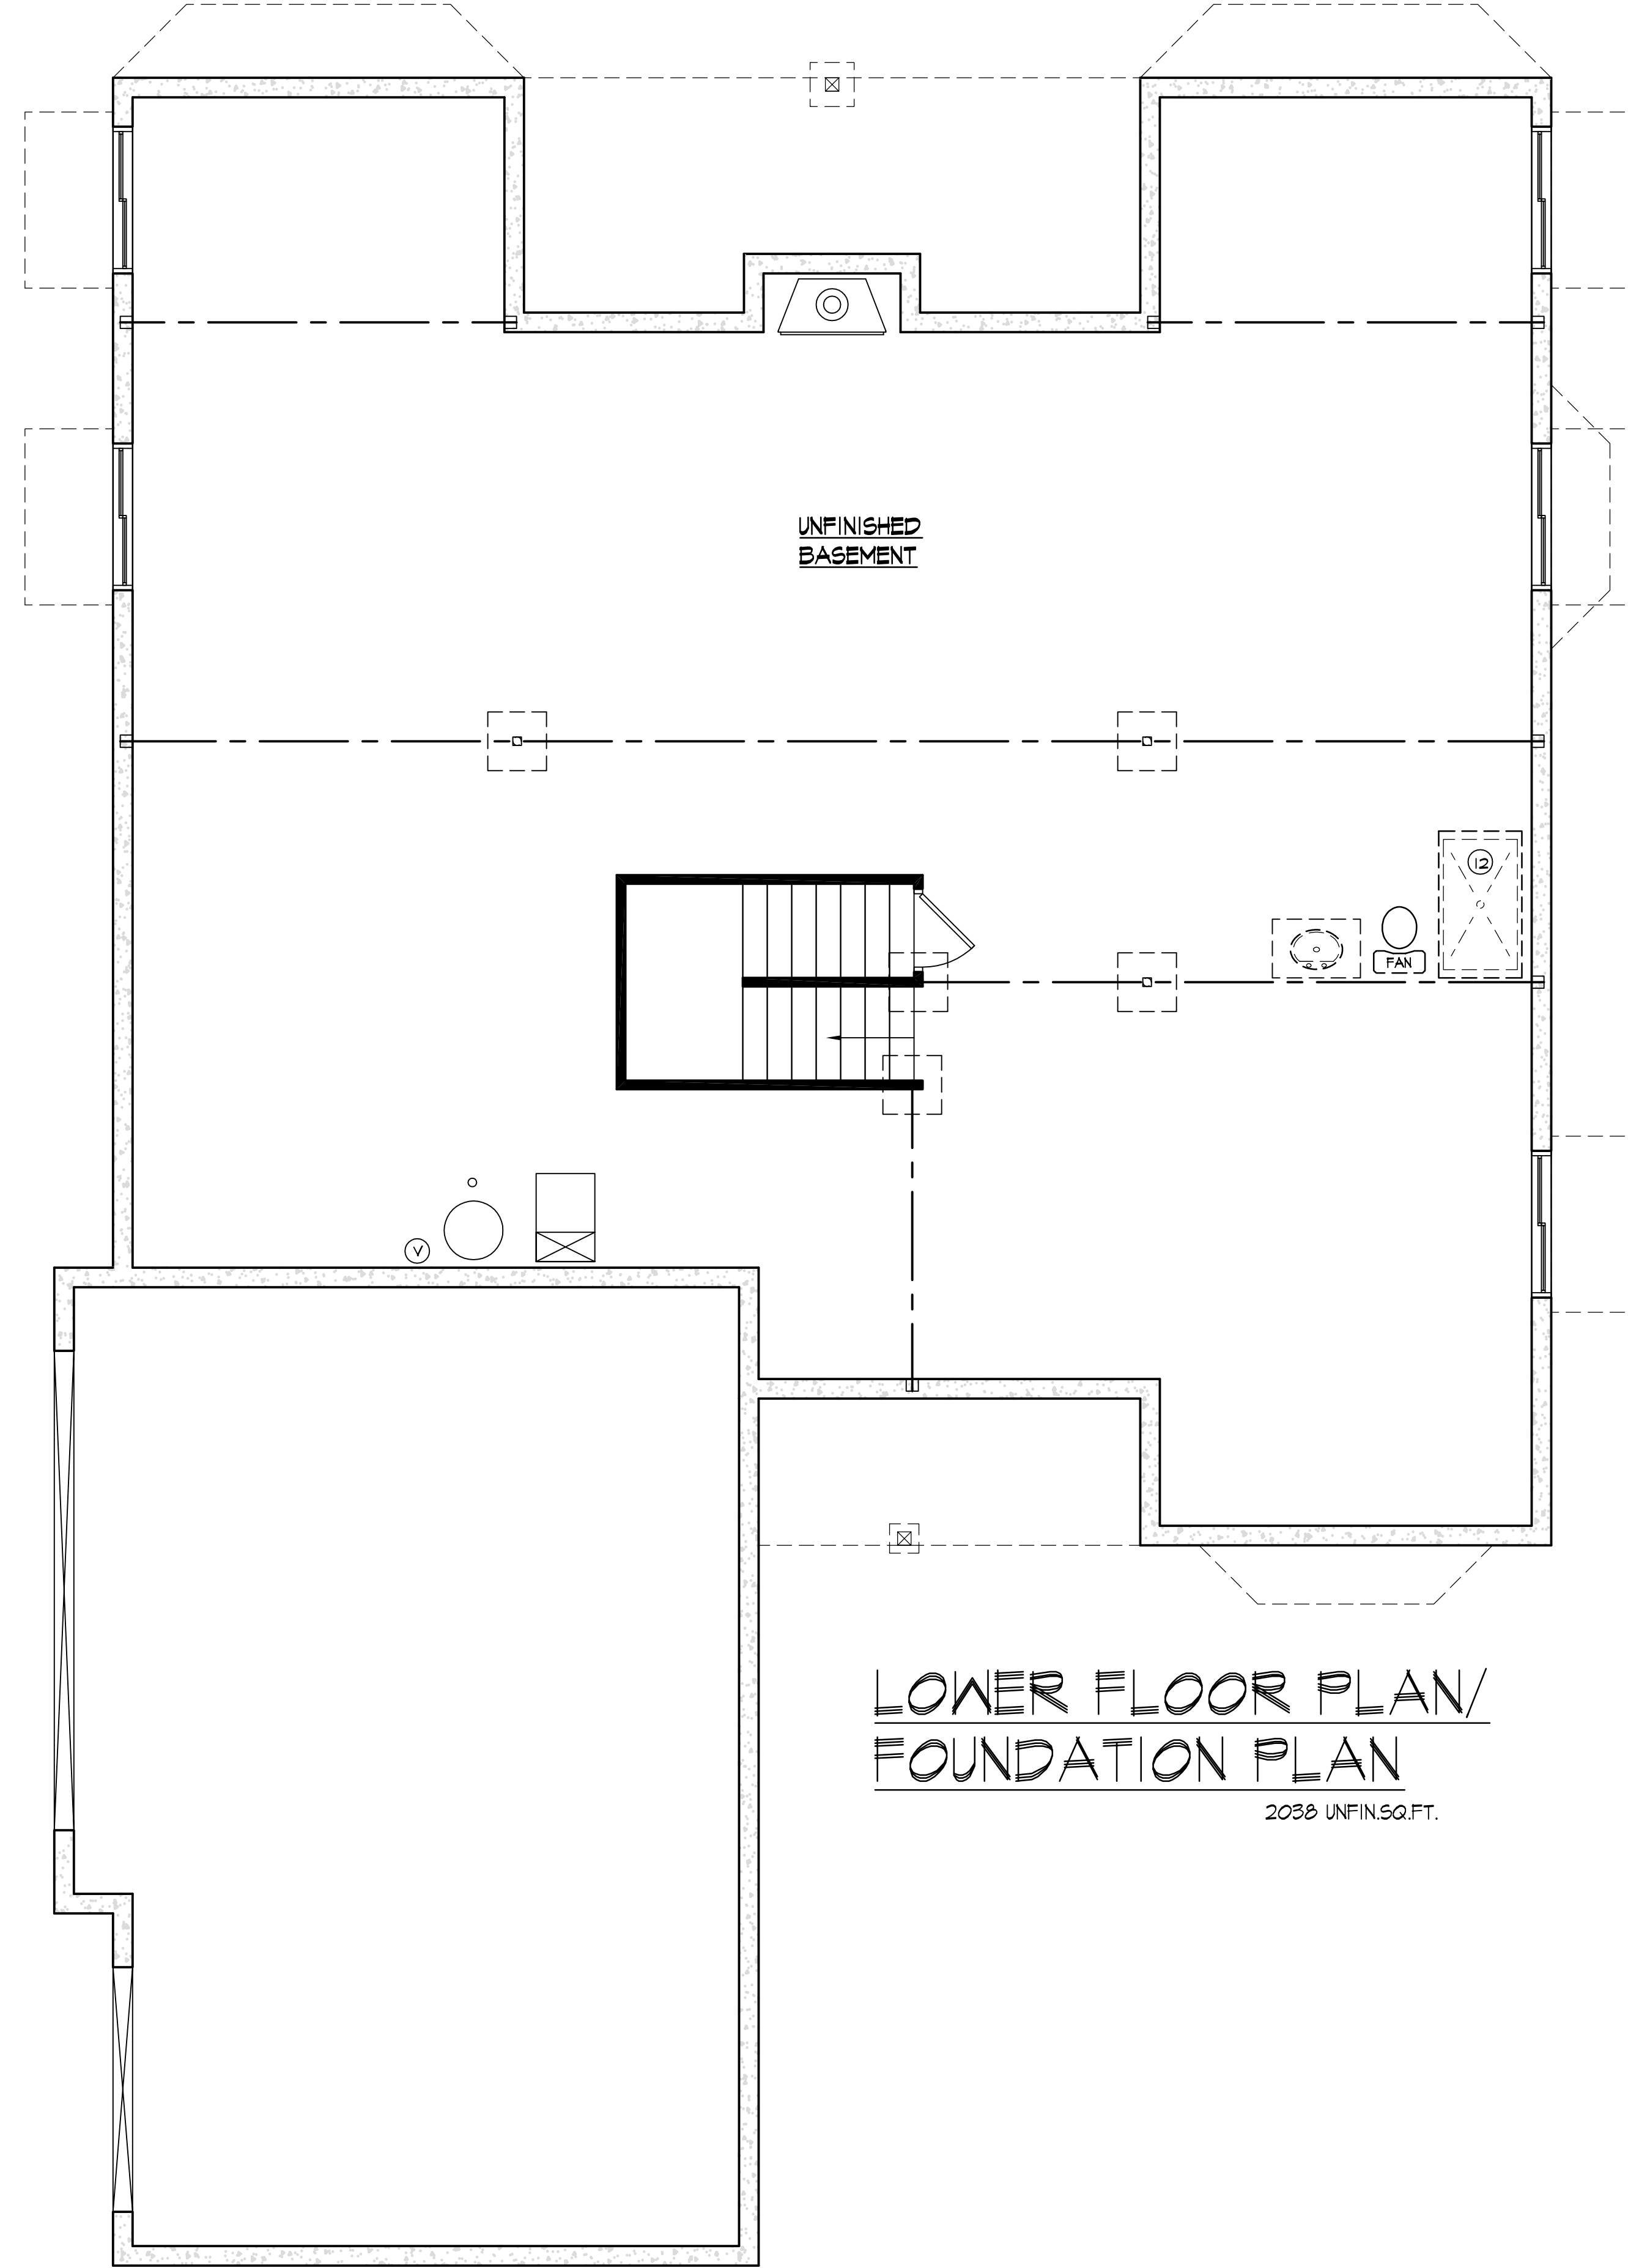 UNFINISHED
BASEMENT
12
FAN
V
LOWER FLOOR PLAN/
FOUNDATION PLAN
2038 UNFIN.SQ.FT.